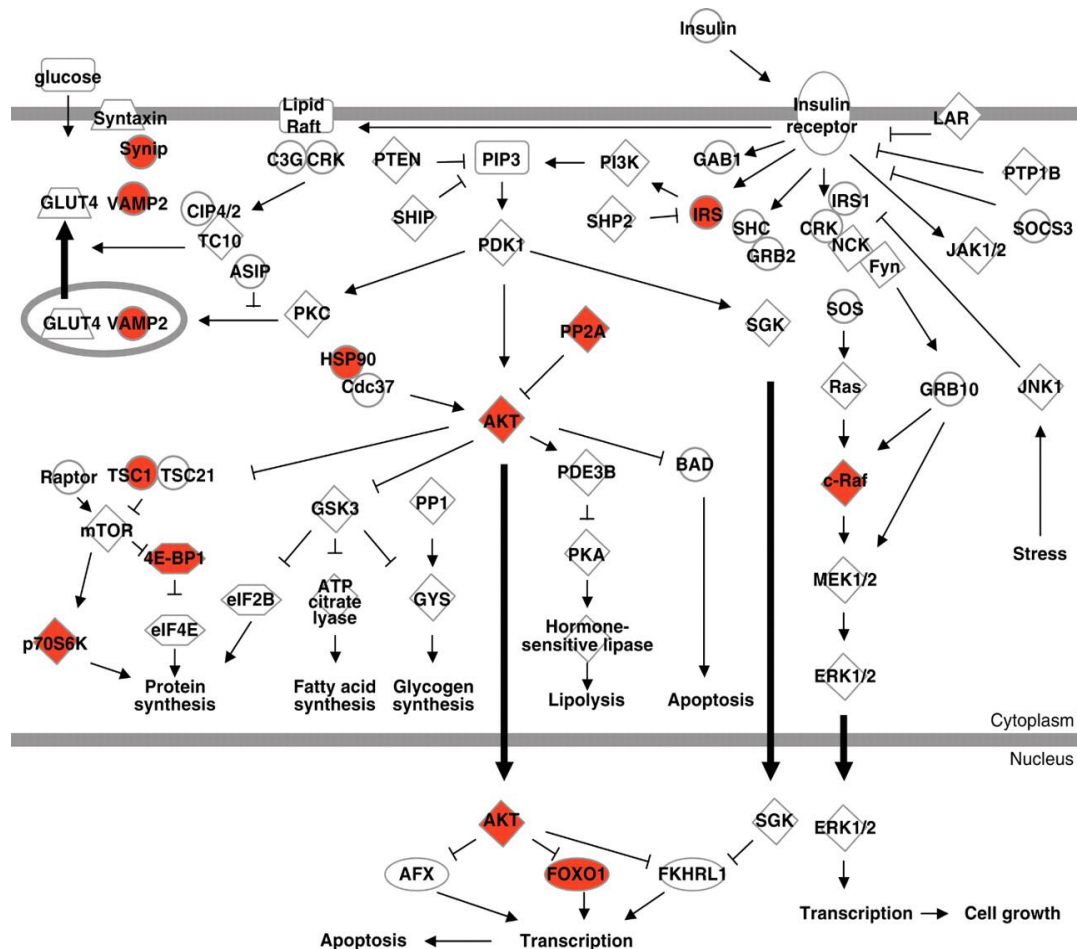 Insulin
glucose
Syntaxin
Lipid
Raft
Insulin
receptor
LAR
Synip
C3G CRK
PTEN
PIP3
PI3K
GAB1
PTP1B
GLUT4
VAMP2
CIP4/2
TC10
SHIP
SHP2
IRS
SHC
GRB2
IRS1
CRK
NCK
Fyn
JAK1/2
SOCS3
ASIP
PDK1
GLUT4 VAMP2
PKC
PP2A
SGK
SOS
HSP90
Cdc37
Ras
GRB10
JNK1
AKT
Raptor
TSC1
TSC21
PDE3B
BAD
c-Raf
GSK3
PP1
mTOR
4E-BP1
PKA
Stress
eIF2B
ATP
citrate
lyase
GYS
MEK1/2
p70S6K
eIF4E
Hormone-
sensitive lipase
ERK1/2
Protein
synthesis
Fatty acid
synthesis
Glycogen
synthesis
Lipolysis
Apoptosis
Cytoplasm
Nucleus
AKT
SGK
ERK1/2
AFX
FOXO1
FKHRL1
Transcription
Cell growth
Apoptosis
Transcription